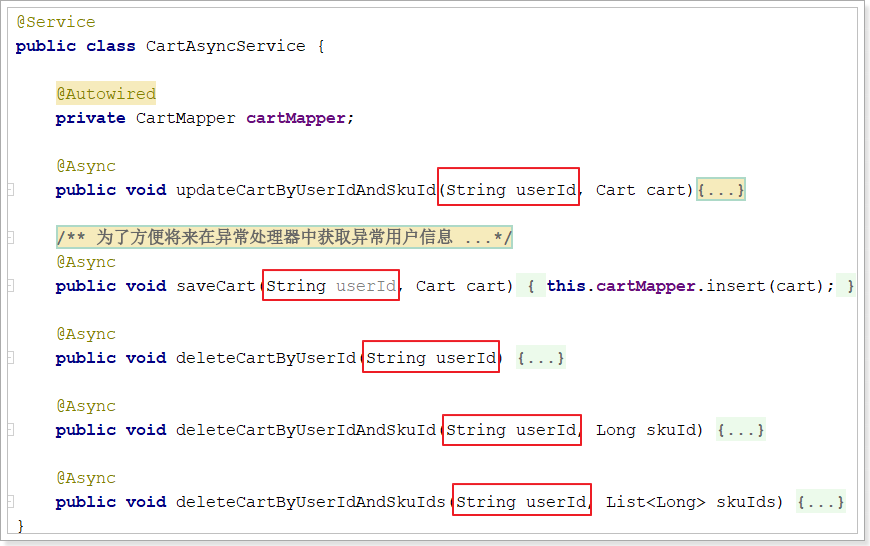 @Service
public class CartAsyncService {
@Autowired
private CartMapper cartMapper;
@Async
public void updateCartByUserIdAndSkuId(String userId, Cart cart){...}
/** 为了方便将来在异常处理器中获取异常用户信息 ...*/
@Async
public void saveCart(String userId, Cart cart) { this.cartMapper.insert(cart); }
@Async
public void deleteCartByUserId(String userId) {...}
@Async
public void deleteCartByUserIdAndSkuId(String userId, Long skuId) {...}
@Async
public void deleteCartByUserIdAndSkuIds(String userId, List<Long> skuIds) {...}
}